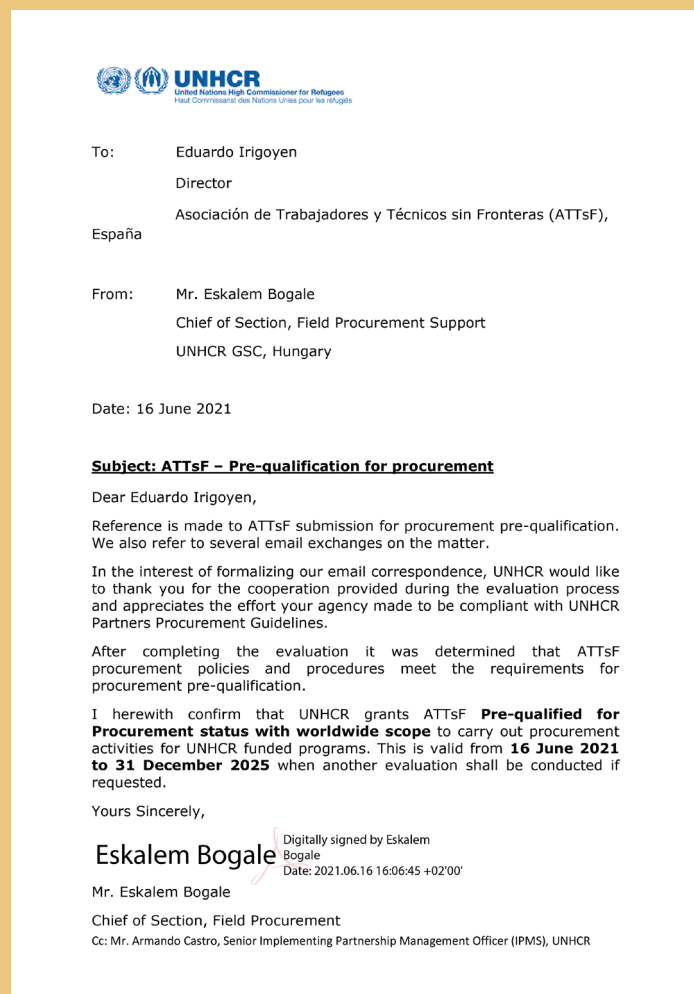 UNHCR
United Nations High Commissioner for Refugees
Haut Commissariat des Nations Unies pour les réfugiés
To: Eduardo Irigoyen
Director
Asociación de Trabajadores y Técnicos sin Fronteras (ATTsF),
España
From: Mr. Eskalem Bogale
Chief of Section, Field Procurement Support
UNHCR GSC, Hungary
Date: 16 June 2021
Subject: ATTsF – Pre-qualification for procurement
Dear Eduardo Irigoyen,
Reference is made to ATTsF submission for procurement pre-qualification.
We also refer to several email exchanges on the matter.
In the interest of formalizing our email correspondence, UNHCR would like
to thank you for the cooperation provided during the evaluation process
and appreciates the effort your agency made to be compliant with UNHCR
Partners Procurement Guidelines.
After completing the evaluation it was determined that ATTsF
procurement policies and procedures meet the requirements for
procurement pre-qualification.
I herewith confirm that UNHCR grants ATTsF Pre-qualified for
Procurement status with worldwide scope to carry out procurement
activities for UNHCR funded programs. This is valid from 16 June 2021
to 31 December 2025 when another evaluation shall be conducted if
requested.
Yours Sincerely,
Eskalem Bogale
Digitally signed by Eskalem
Bogale
Date: 2021.06.16 16:06:45 +02'00'
Mr. Eskalem Bogale
Chief of Section, Field Procurement
Cc: Mr. Armando Castro, Senior Implementing Partnership Management Officer (IPMS), UNHCR